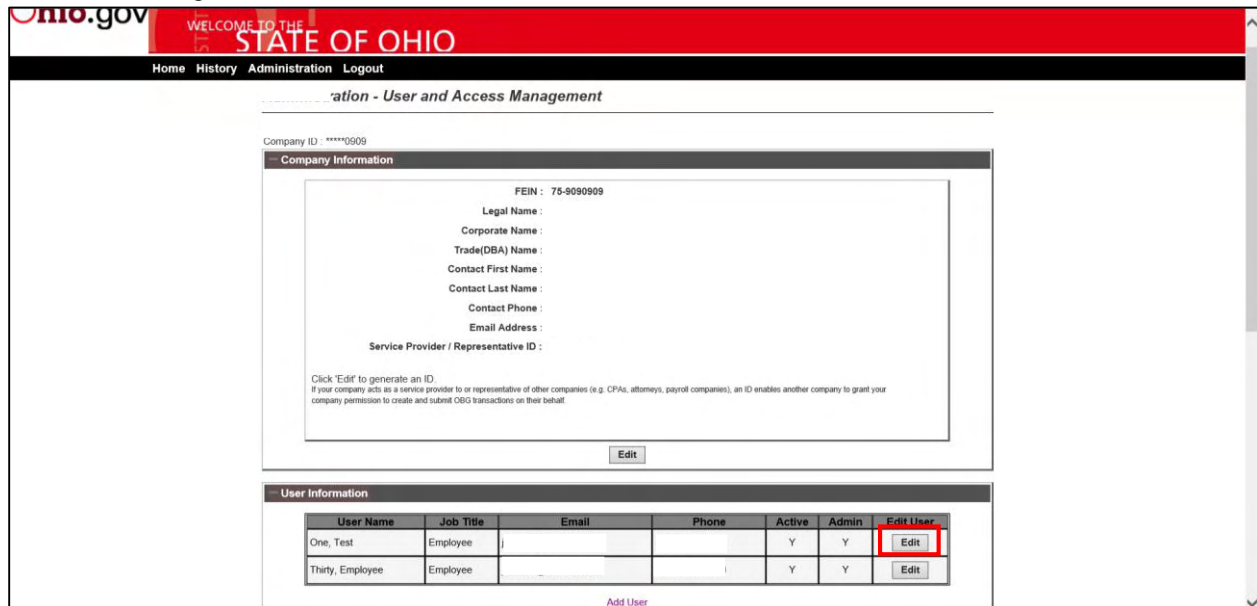 Ohio.gov
WELCOME TO THE
STATE OF OHIO
Home History Administration Logout
ration - User and Access Management
Company ID : *****0909
Company Information
FEIN : 75-9090909
Legal Name :
Corporate Name :
Trade(DBA) Name :
Contact First Name :
Contact Last Name :
Contact Phone :
Email Address :
Service Provider / Representative ID :
Click 'Edit' to generate an ID.
If your company acts as a service provider to or representative of other companies (e.g. CPAs, attorneys, payroll companies), an ID enables another company to grant your
company permission to create and submit OBG transactions on their behalf
Edit
User Information
User Name Job Title Email Phone Active Admin Edit User
One, Test Employee j Y Y Edit
Thirty, Employee Employee Y Y Edit
Add User